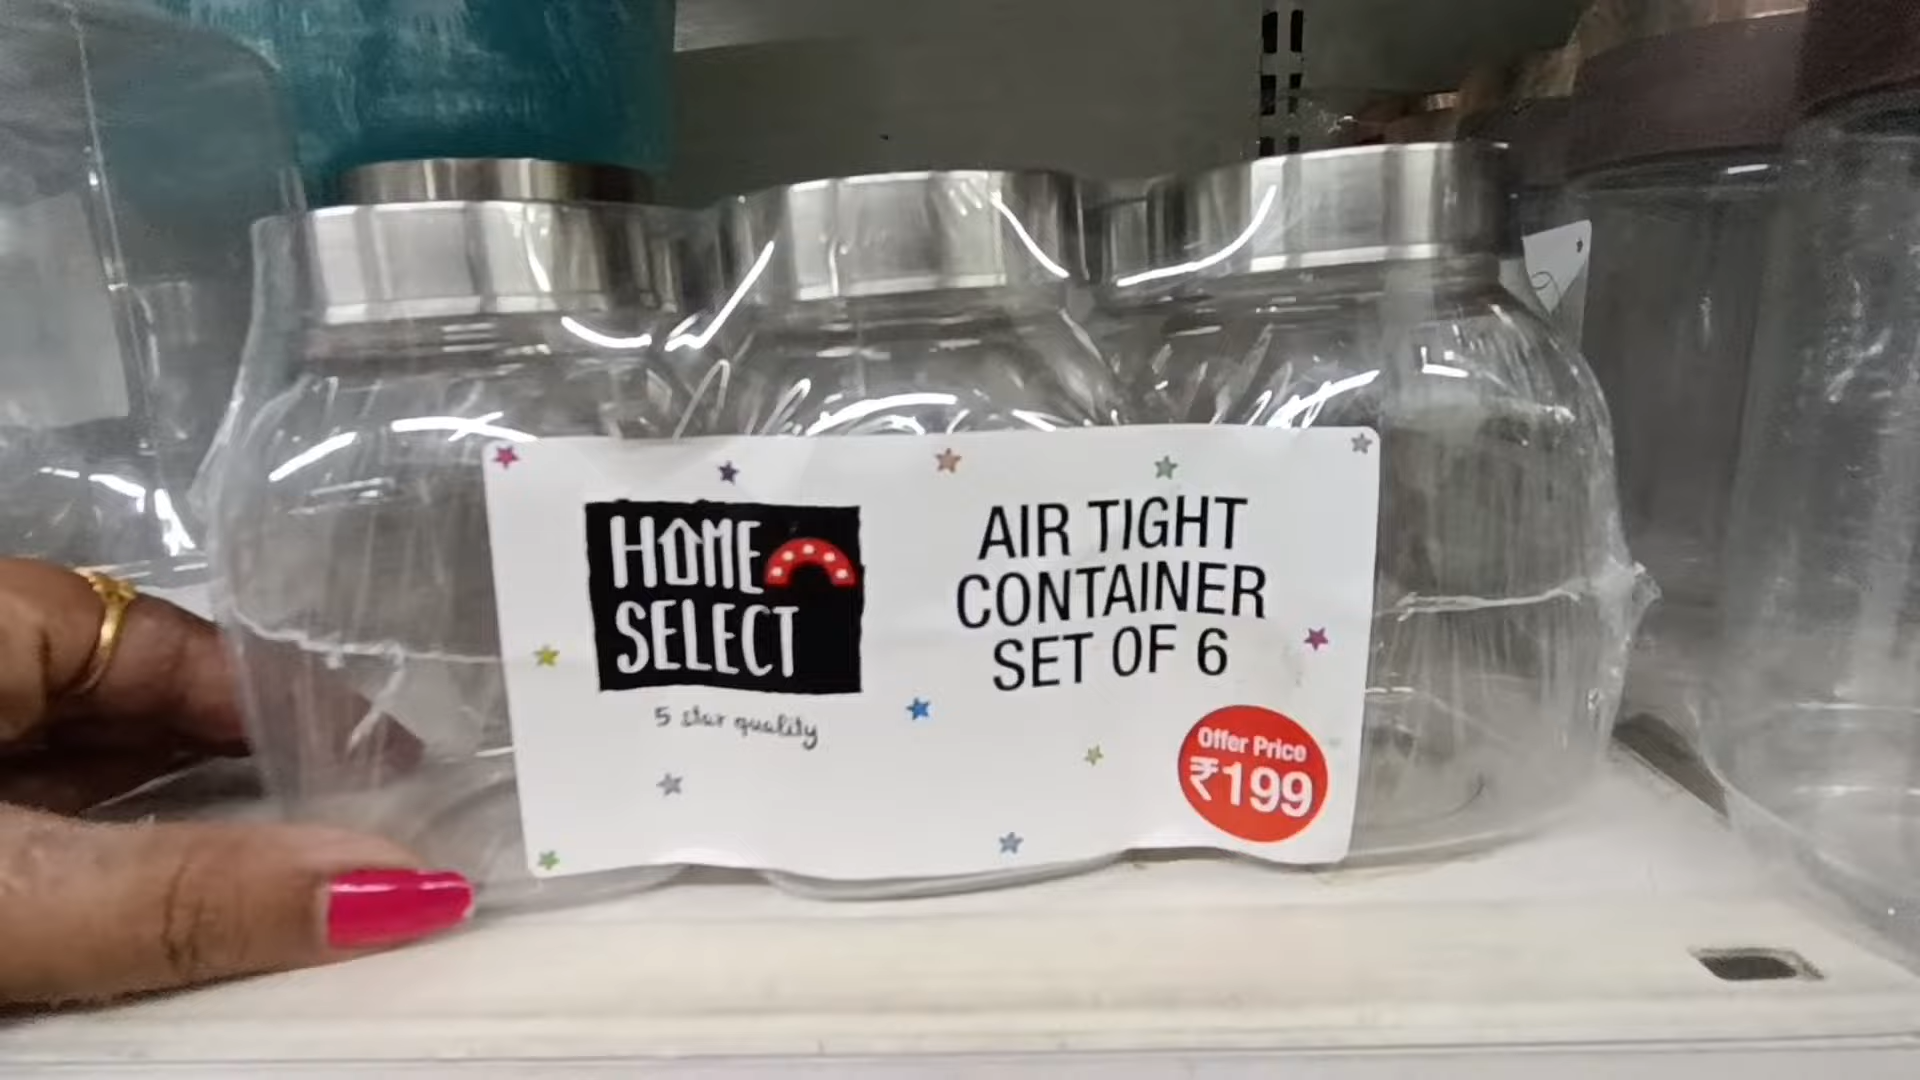 HOME
SELECT
5 star quality
AIR TIGHT
CONTAINER
SET OF 6
Offer Price
₹199